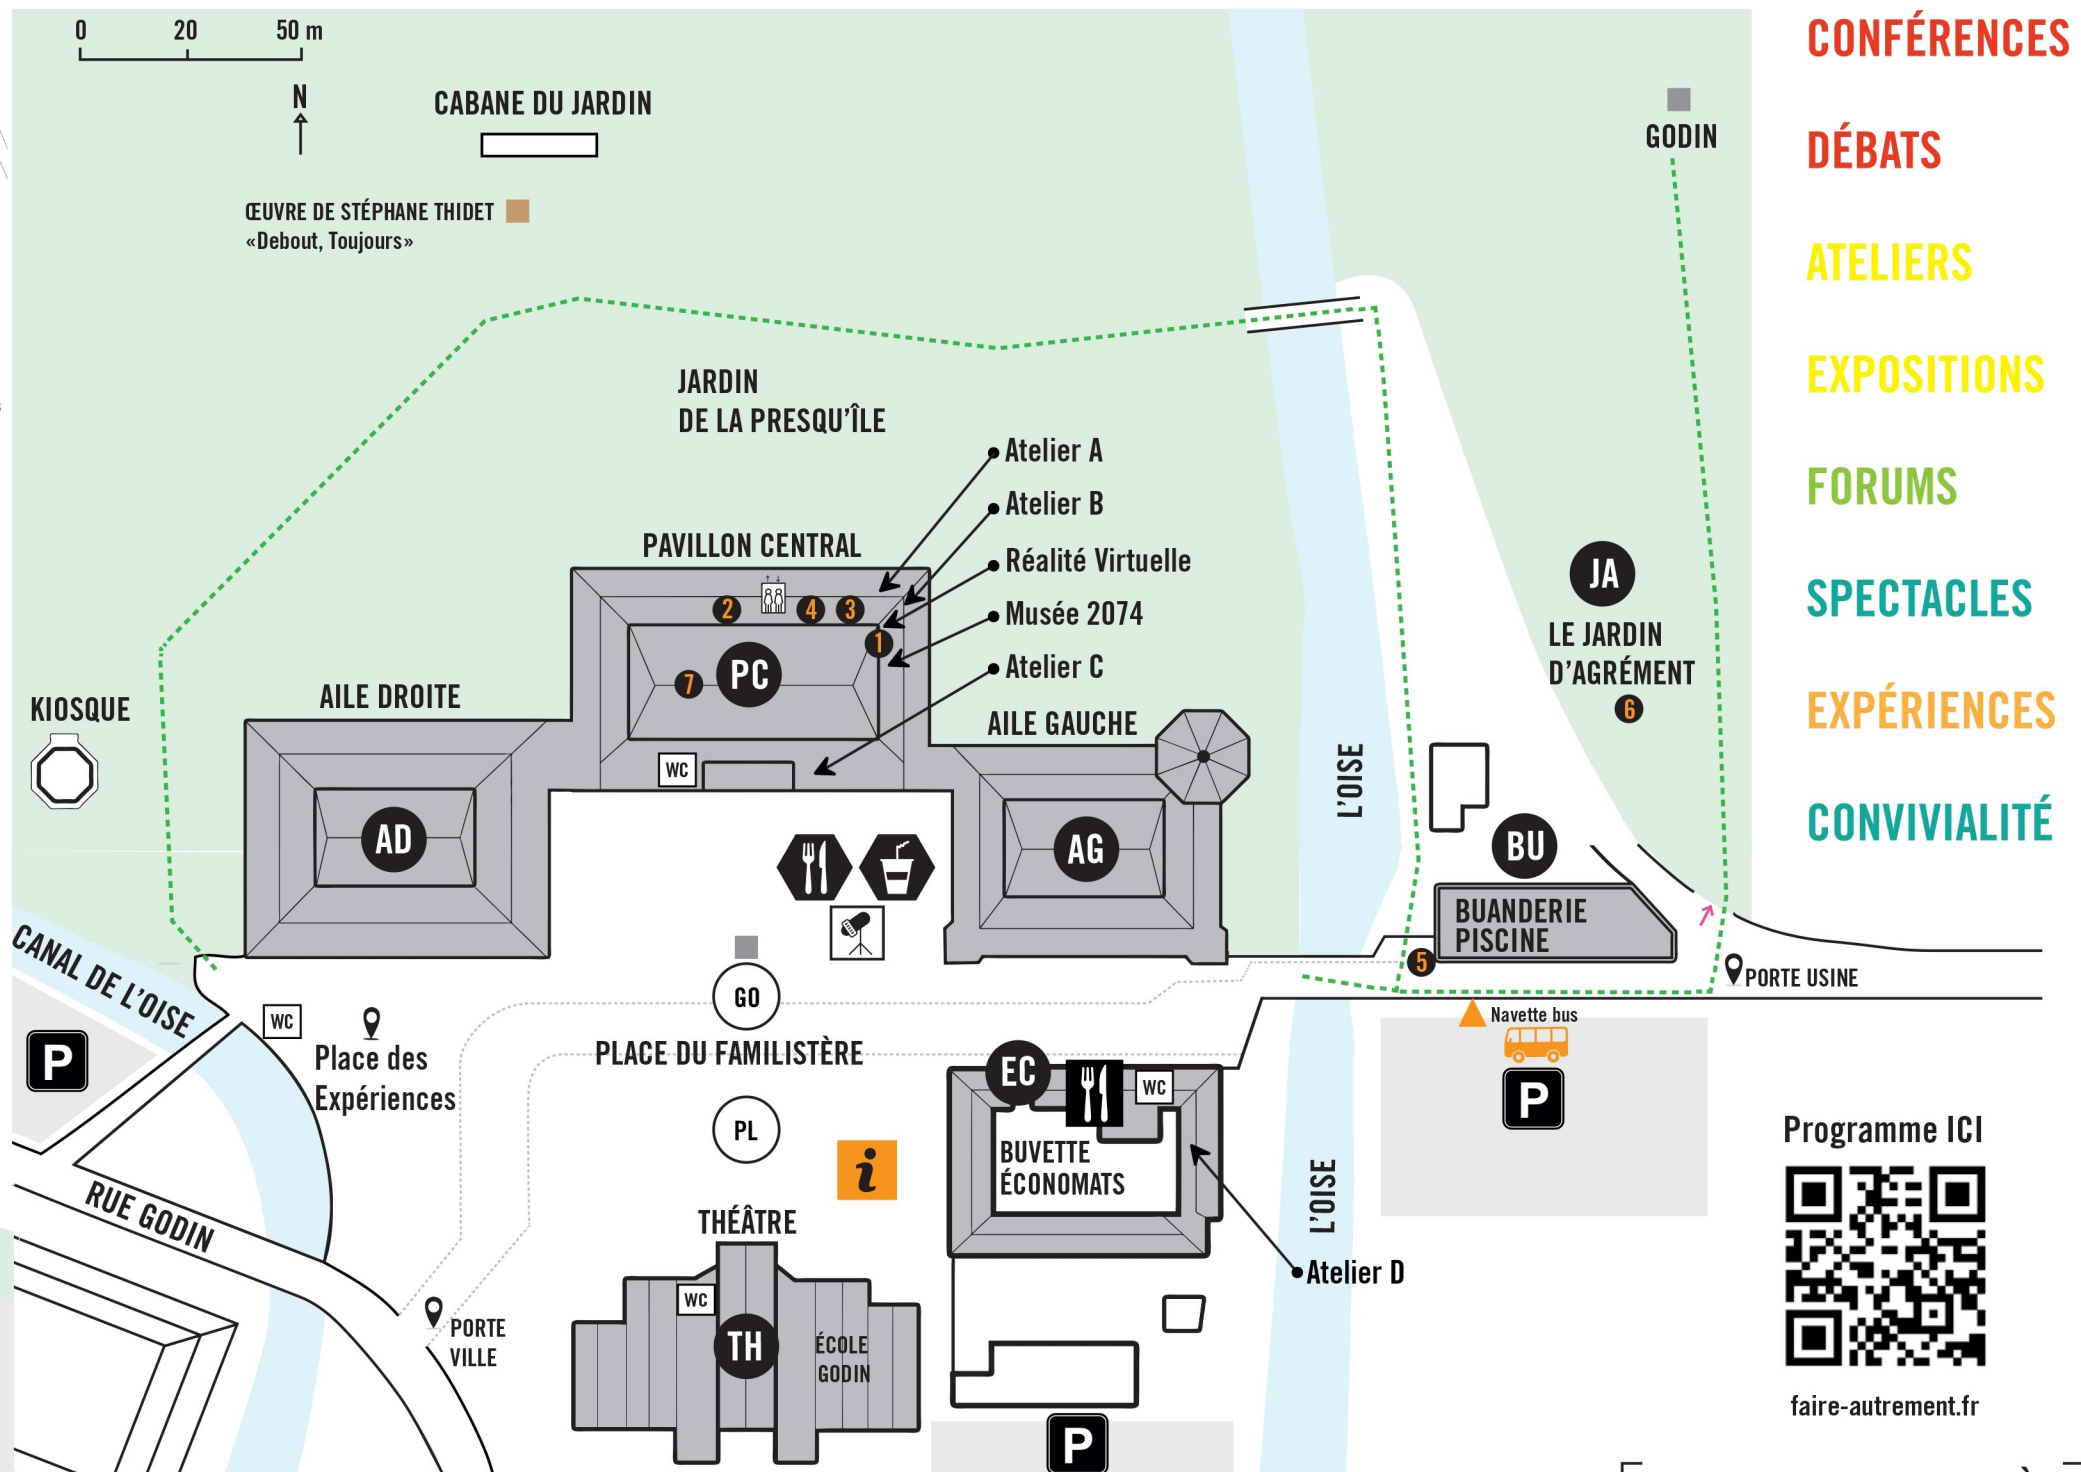 0 20 50 m
N
CABANE DU JARDIN
ŒUVRE DE STÉPHANE THIDET
«Debout, Toujours»
GODIN
JARDIN
DE LA PRESQU'ÎLE
Atelier A
Atelier B
Réalité Virtuelle
Musée 2074
Atelier C
PAVILLON CENTRAL
2
4
3
1
7
PC
WC
KIOSQUE
AILE DROITE
AD
AILE GAUCHE
AG
L'OISE
JA
LE JARDIN
D'AGRÉMENT
6
BU
BUANDERIE
PISCINE
5
PORTE USINE
Navette bus
P
CANAL DE L'OISE
P
WC
Place des
Expériences
GO
PLACE DU FAMILISTÈRE
PL
i
EC
WC
BUVETTE
ÉCONOMATS
L'OISE
Atelier D
RUE GODIN
PORTE
VILLE
THÉÂTRE
WC
TH
ÉCOLE
GODIN
P
CONFÉRENCES
DÉBATS
ATELIERS
EXPOSITIONS
FORUMS
SPECTACLES
EXPÉRIENCES
CONVIVIALITÉ
Programme ICI
faire-autrement.fr